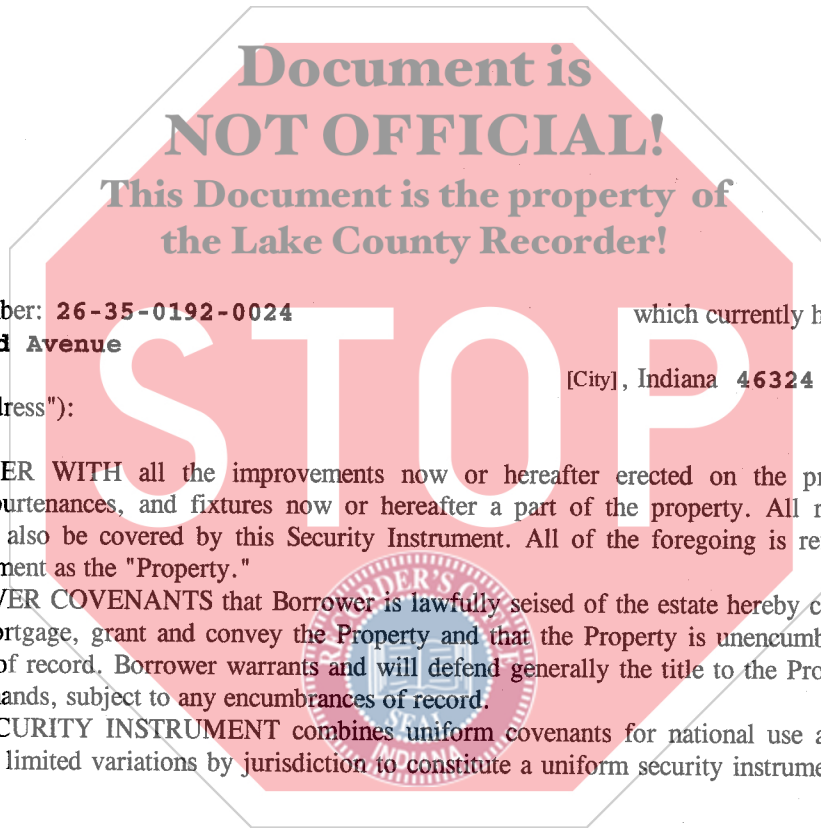 Document is
NOT OFFICIAL!
This Document is the property of
the Lake County Recorder!
ber: 26-35-0192-0024 which currently h
d Avenue
[City], Indiana 46324
dress"):
STOP
ER WITH all the improvements now or hereafter erected on the pr
urtenances, and fixtures now or hereafter a part of the property. All r
also be covered by this Security Instrument. All of the foregoing is re
ment as the "Property."
VER COVENANTS that Borrower is lawfully seised of the estate hereby c
ortgage, grant and convey the Property and that the Property is unencumb
of record. Borrower warrants and will defend generally the title to the Pro
ands, subject to any encumbrances of record.
CURITY INSTRUMENT combines uniform covenants for national use a
limited variations by jurisdiction to constitute a uniform security instrume
RECORDER'S OFFICE
SEAL
INDIANA